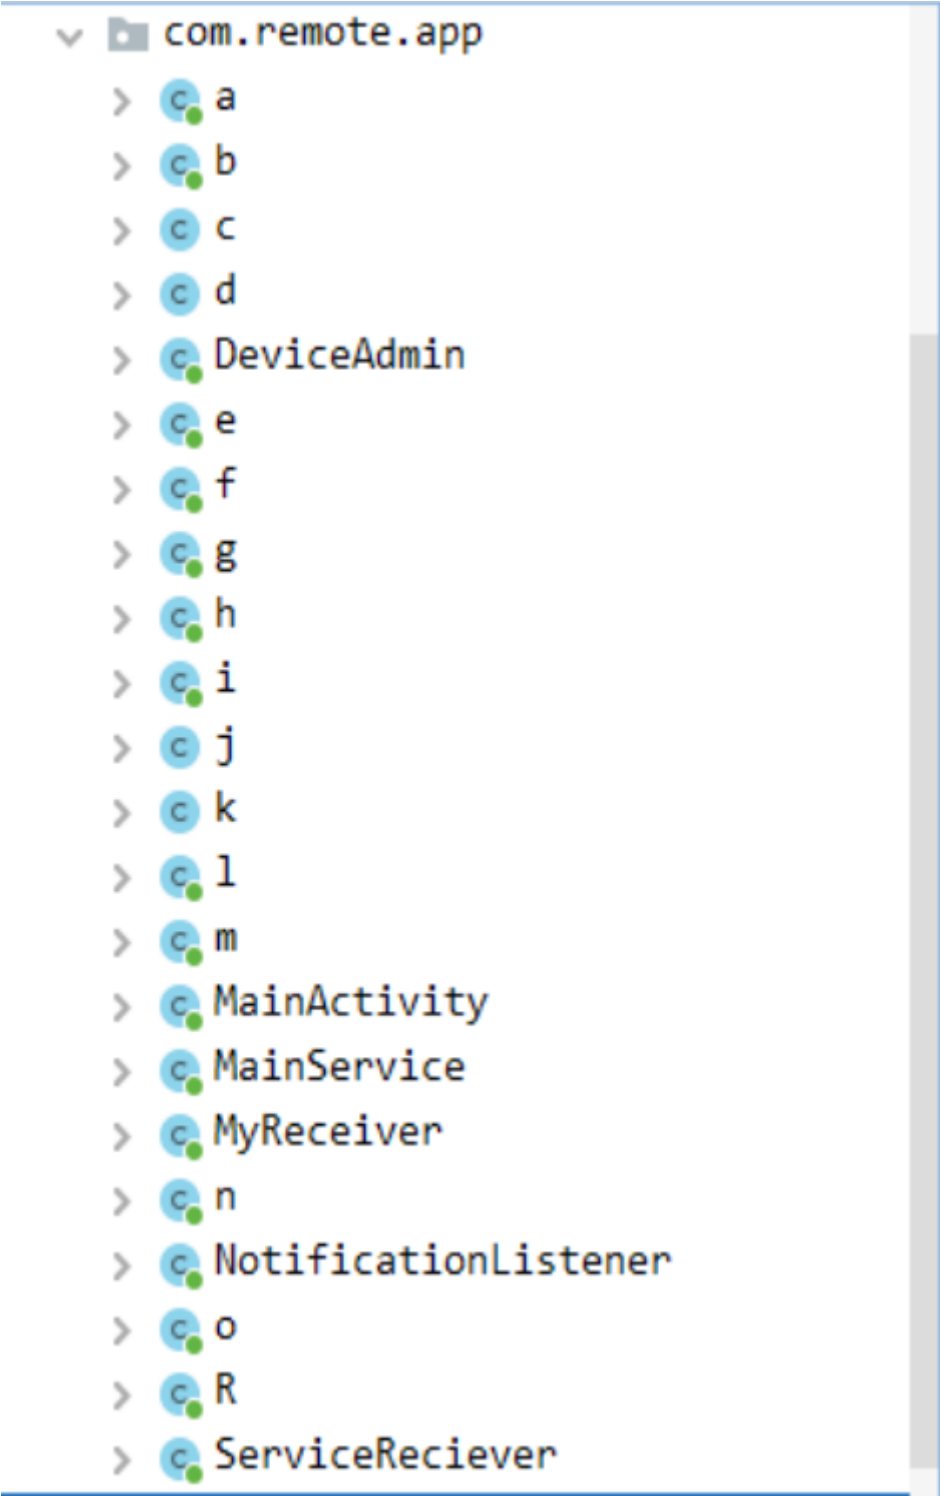 com.remote.app
a
b
c
d
DeviceAdmin
e
f
g
h
i
j
k
l
m
MainActivity
MainService
MyReceiver
n
NotificationListener
o
R
ServiceReciever